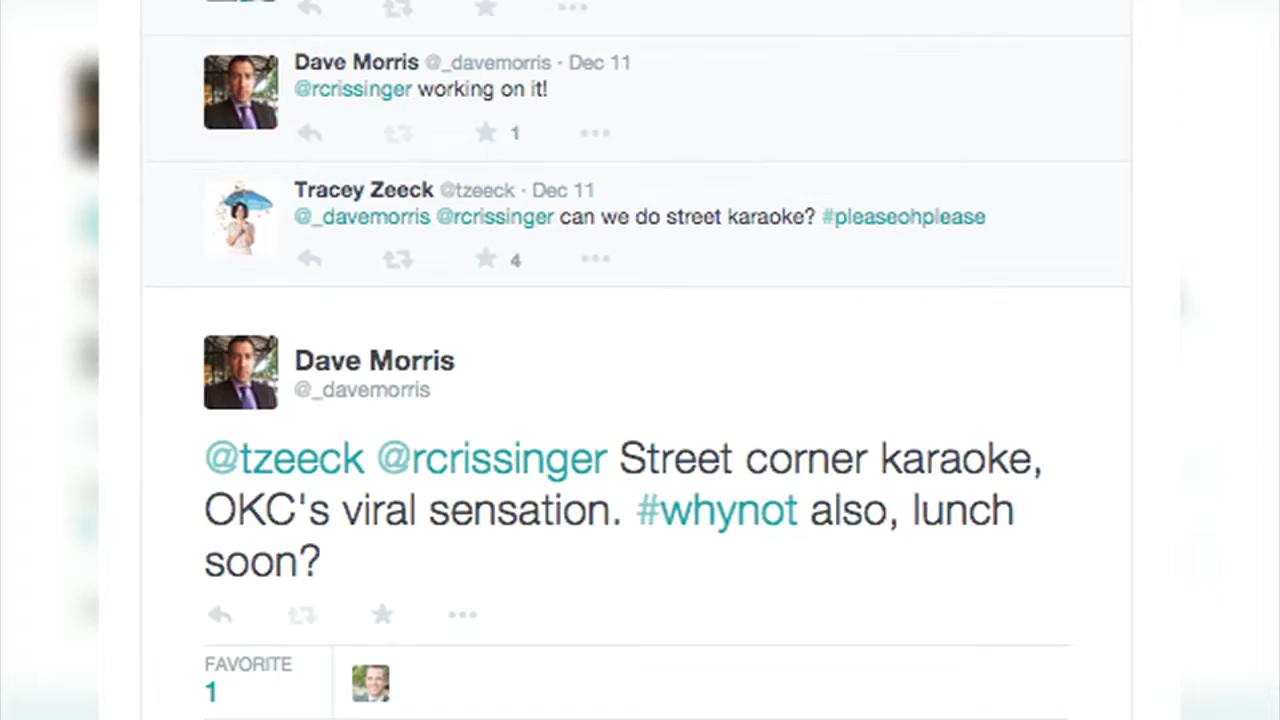 Dave Morris @_davemorris · Dec 11
@rcrissinger working on it!
1
Tracey Zeeck @tzeeck · Dec 11
@_davemorris @rcrissinger can we do street karaoke? #pleaseohplease
4
Dave Morris
@_davemorris
@tzeeck @rcrissinger Street corner karaoke,
OKC's viral sensation. #whynot also, lunch
soon?
FAVORITE
1